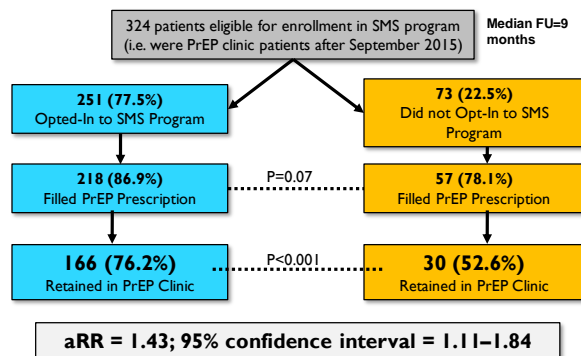 324 patients eligible for enrollment in SMS program
(i.e. were PrEP clinic patients after September 2015)
Median FU=9
months
251 (77.5%)
Opted-In to SMS Program
73 (22.5%)
Did not Opt-In to SMS
Program
218 (86.9%)
Filled PrEP Prescription
P=0.07
57 (78.1%)
Filled PrEP Prescription
166 (76.2%)
Retained in PrEP Clinic
P<0.001
30 (52.6%)
Retained in PrEP Clinic
aRR = 1.43; 95% confidence interval = 1.11–1.84